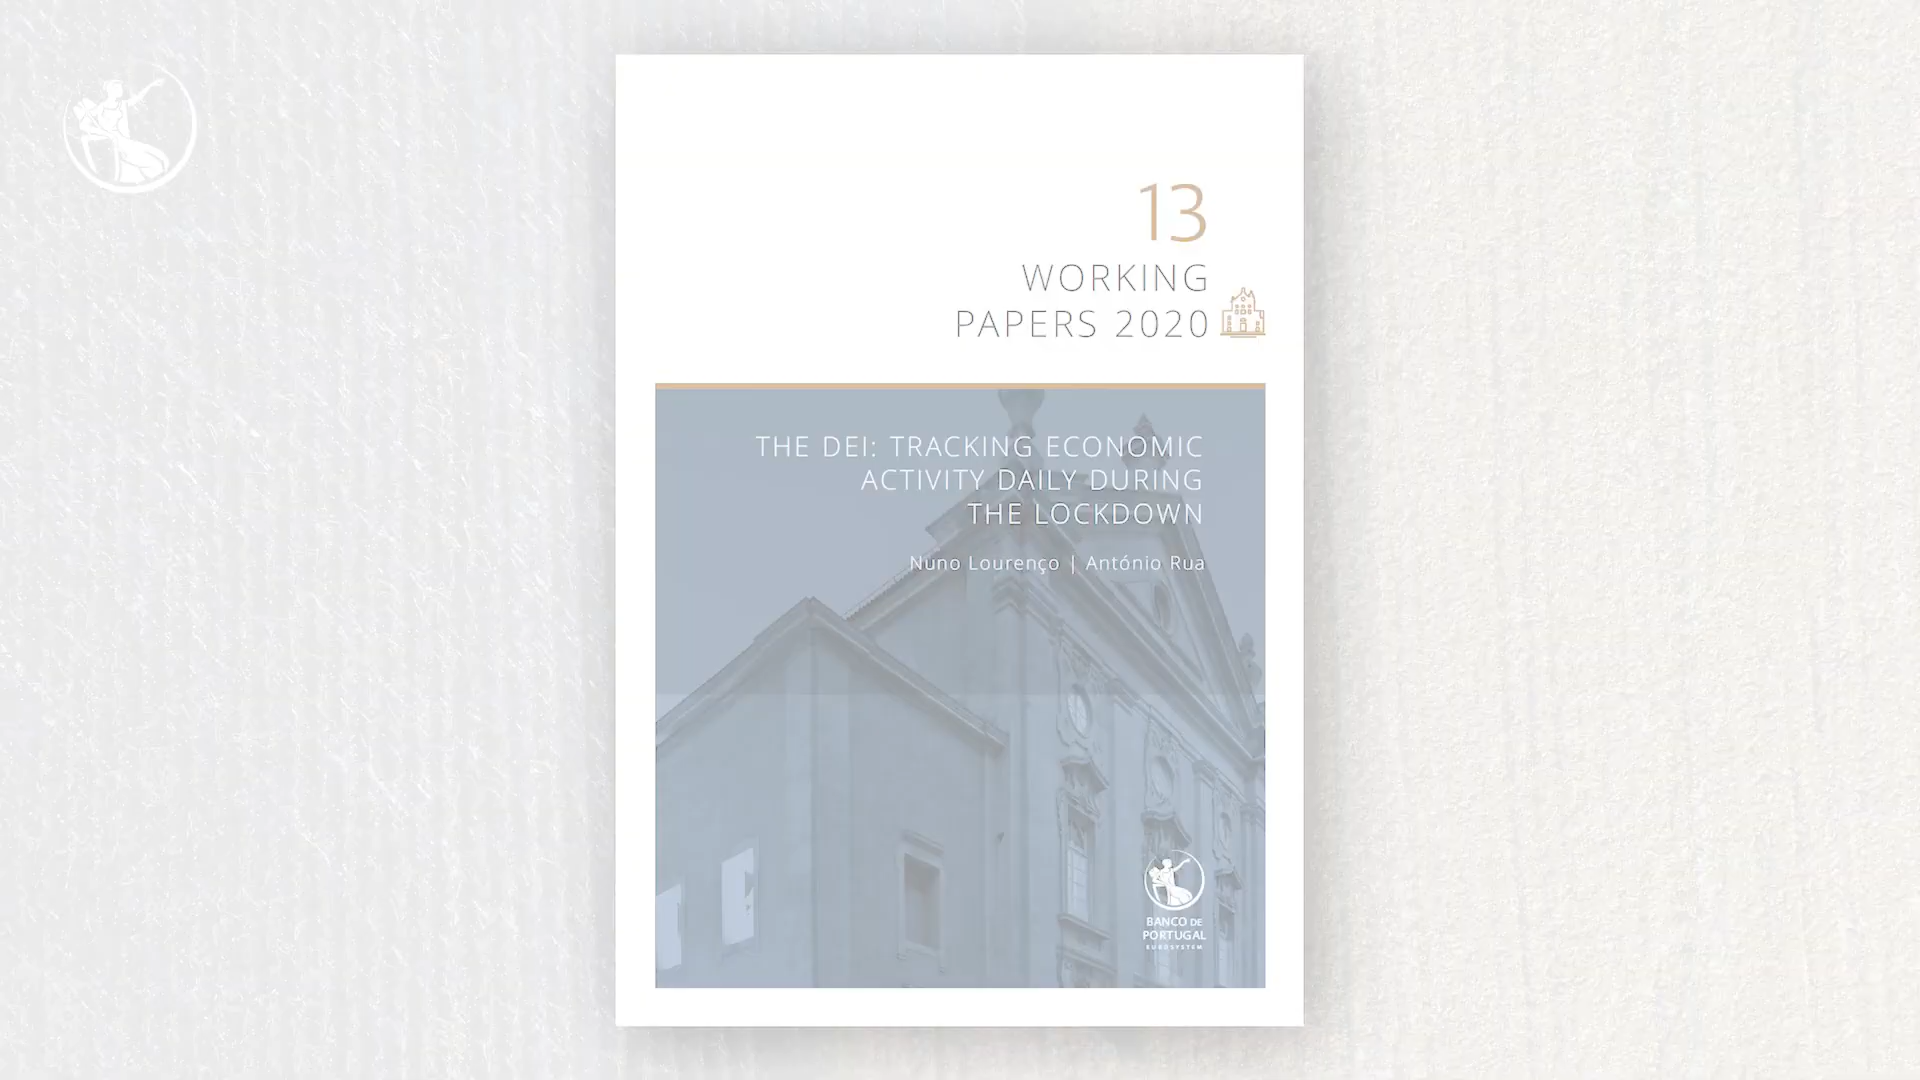 13
WORKING
PAPERS 2020
THE DEI: TRACKING ECONOMIC
ACTIVITY DAILY DURING
THE LOCKDOWN
Nuno Lourenço | António Rua
BANCO DE
PORTUGAL
EUROSYSTEM